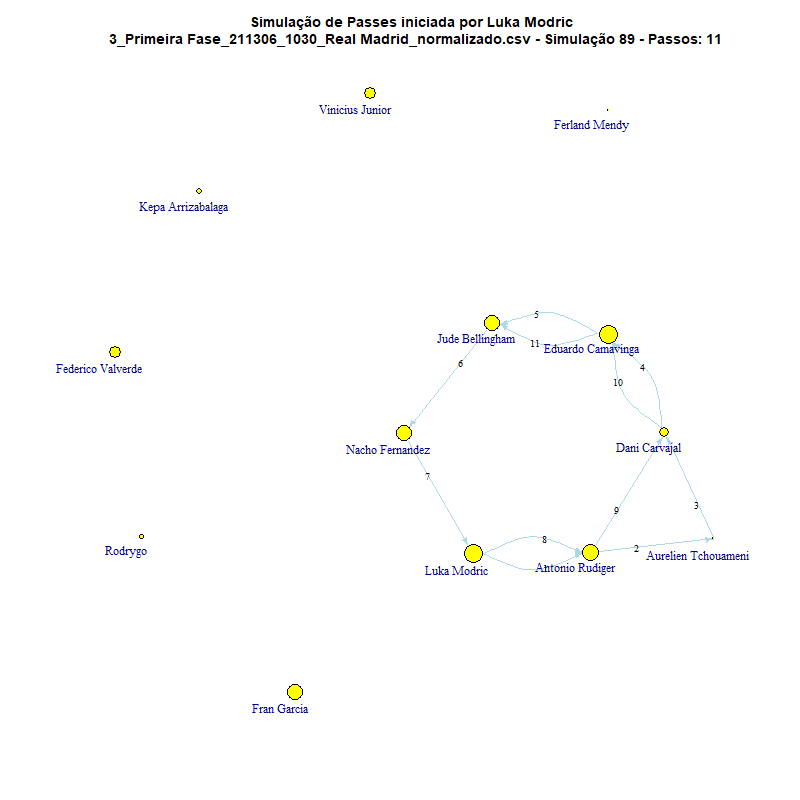 Simulação de Passes iniciada por Luka Modric
3_Primeira Fase_211306_1030_Real Madrid_normalizado.csv - Simulação 89 - Passos: 11
Vinicius Junior
Ferland Mendy
Kepa Arrizabalaga
5
Jude Bellingham
11
Eduardo Camavinga
6
4
Federico Valverde
10
Nacho Fernandez
Dani Carvajal
7
3
9
8
2
Rodrygo
Aurelien Tchouameni
Luka Modric
Antonio Rudiger
Fran Garcia